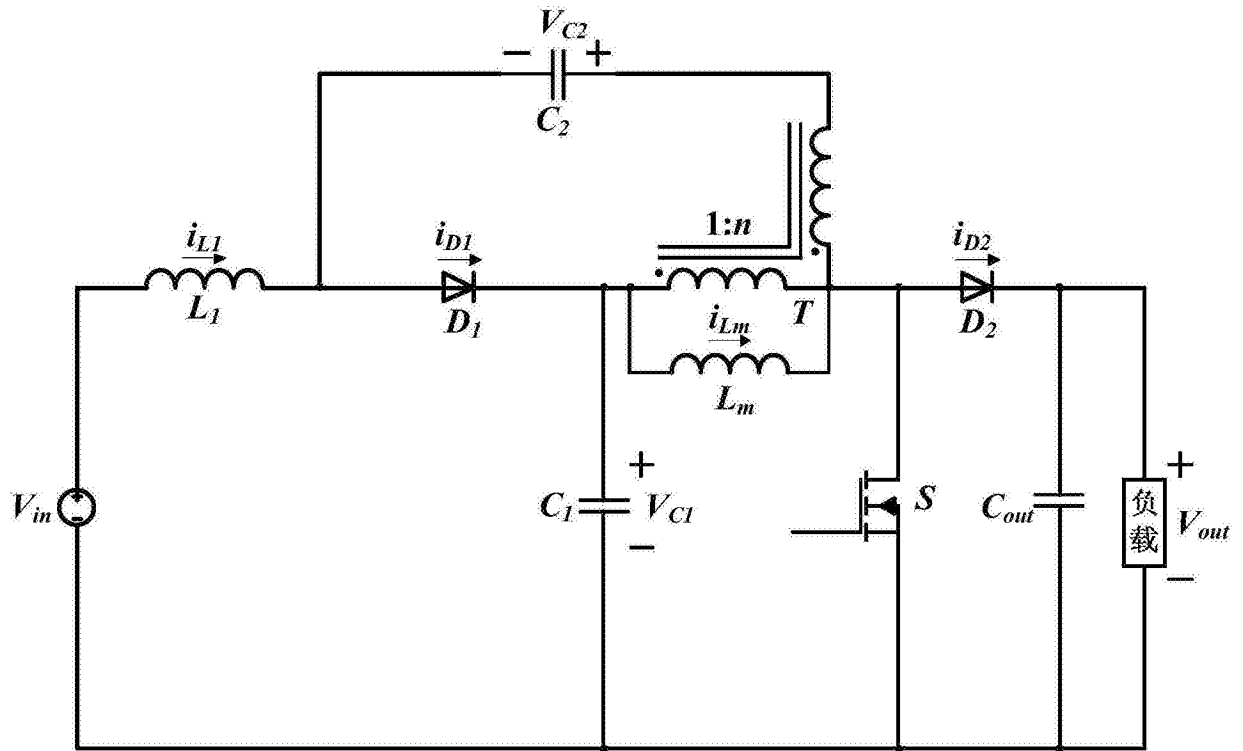 − V_C2 +
C_2
1:n
i_L1
i_D1
i_D2
L_1
D_1
T
D_2
i_Lm
L_m
+
+
V_in
C_1
V_C1
S
C_out
负载
V_out
−
−